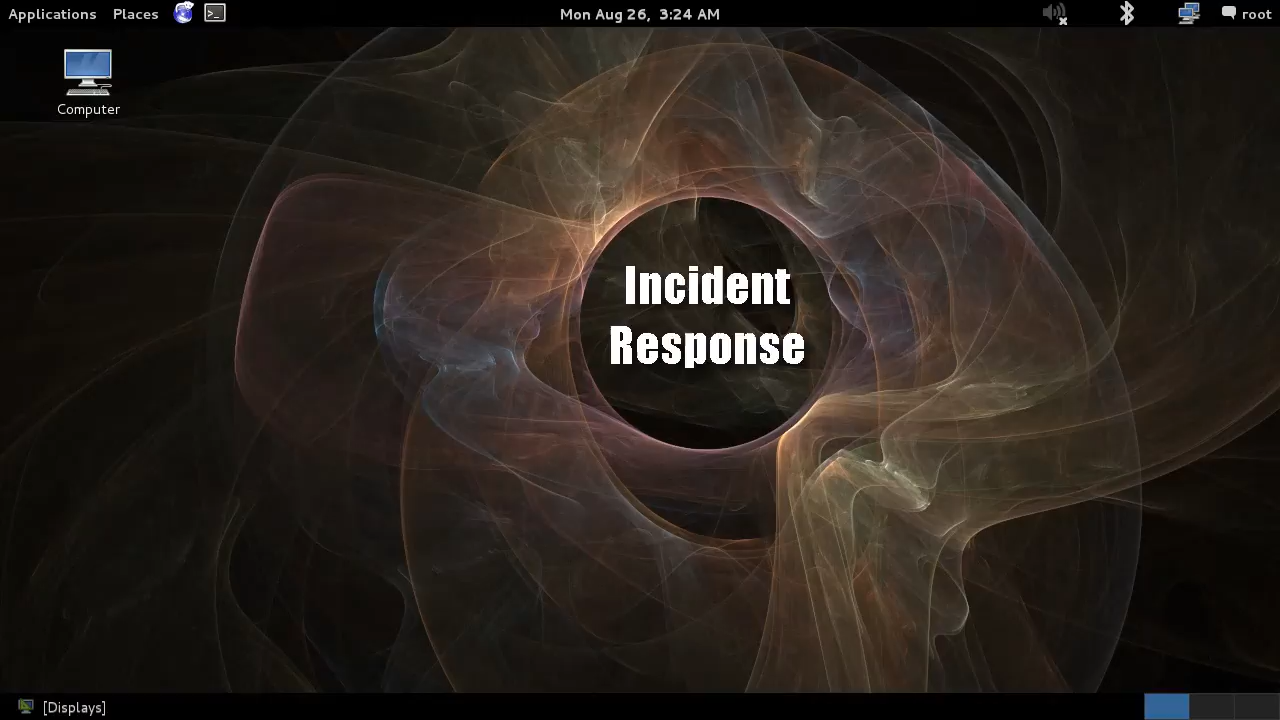 Applications Places Mon Aug 26, 3:24 AM root
Computer
Incident
Response
[Displays]